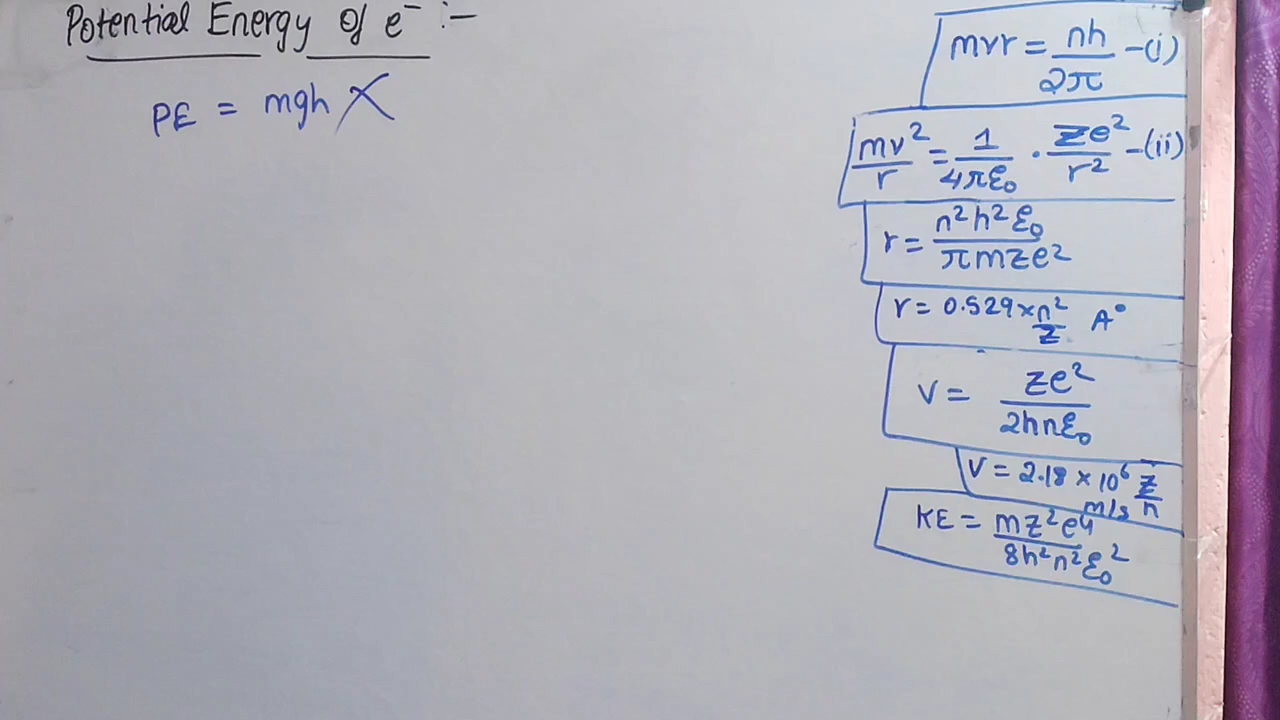 Potential Energy of e⁻ :-
PE = mgh X
mvr = nh/2π -(i)
mv²/r = 1/4πε₀ · ze²/r² -(ii)
r = n²h²ε₀/πmze²
r = 0.529 × n²/z A°
V = ze²/2hnε₀
V = 2.18 × 10⁶ z/n m/s
KE = mz²e⁴/8h²n²ε₀²